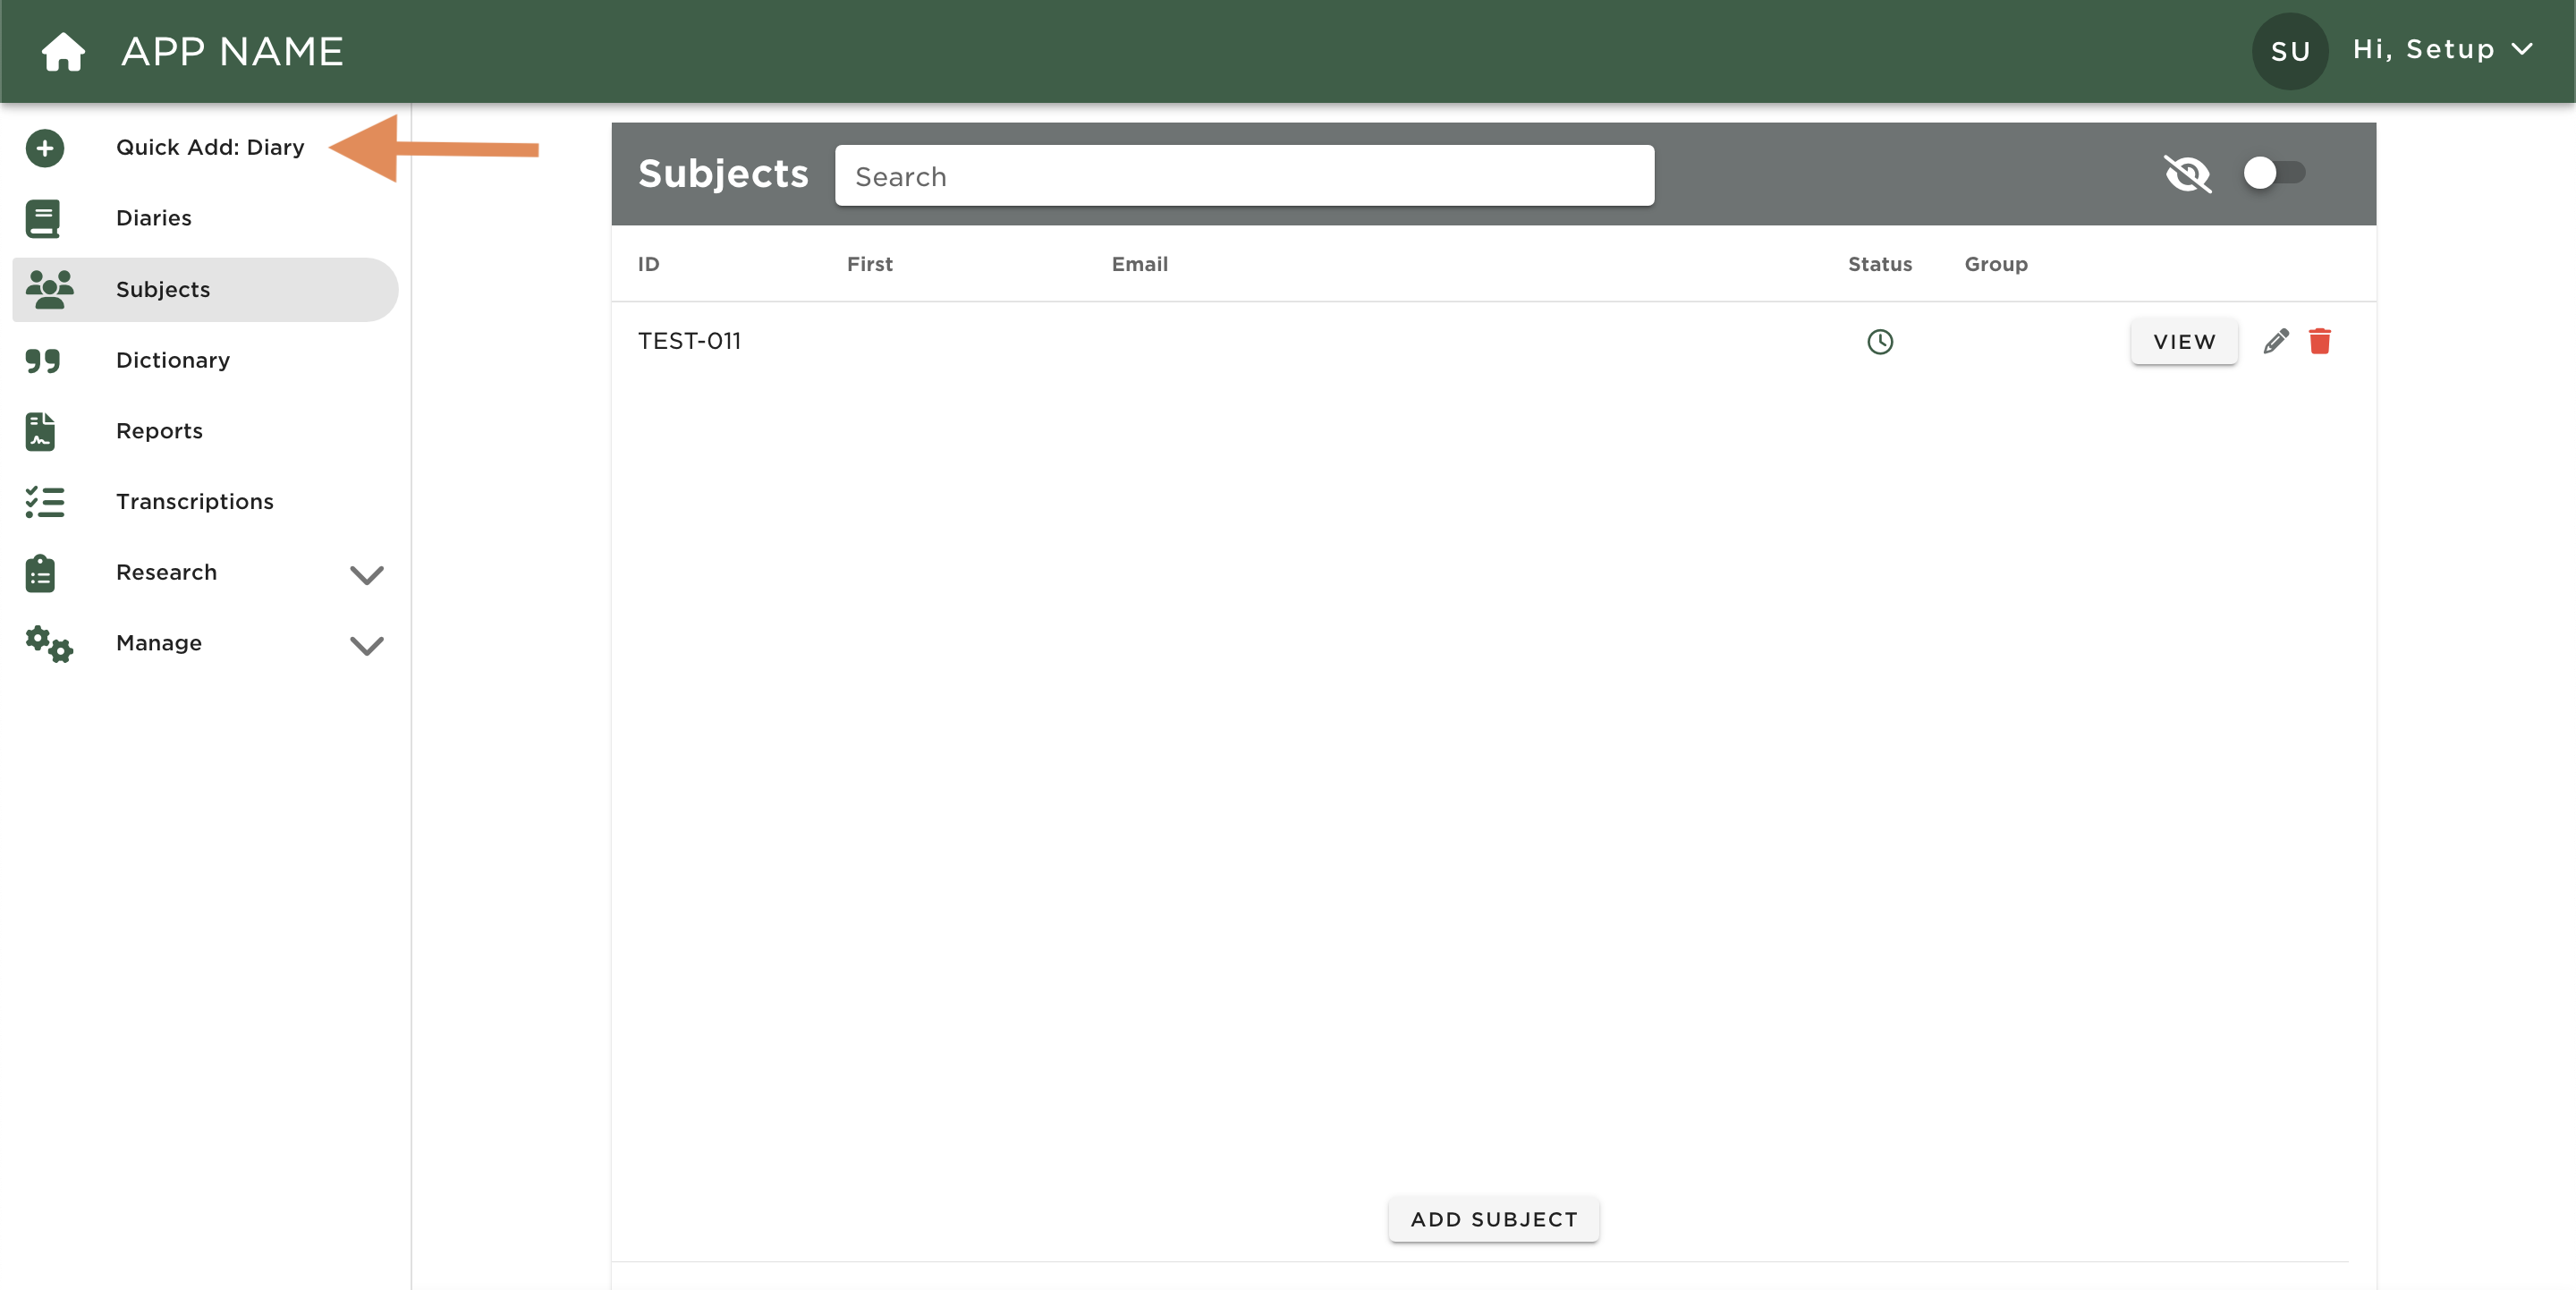 APP NAME
SU
Hi, Setup
Quick Add: Diary
Diaries
Subjects
Dictionary
Reports
Transcriptions
Research
Manage
Subjects
Search
ID First Email Status Group
TEST-011
VIEW
ADD SUBJECT